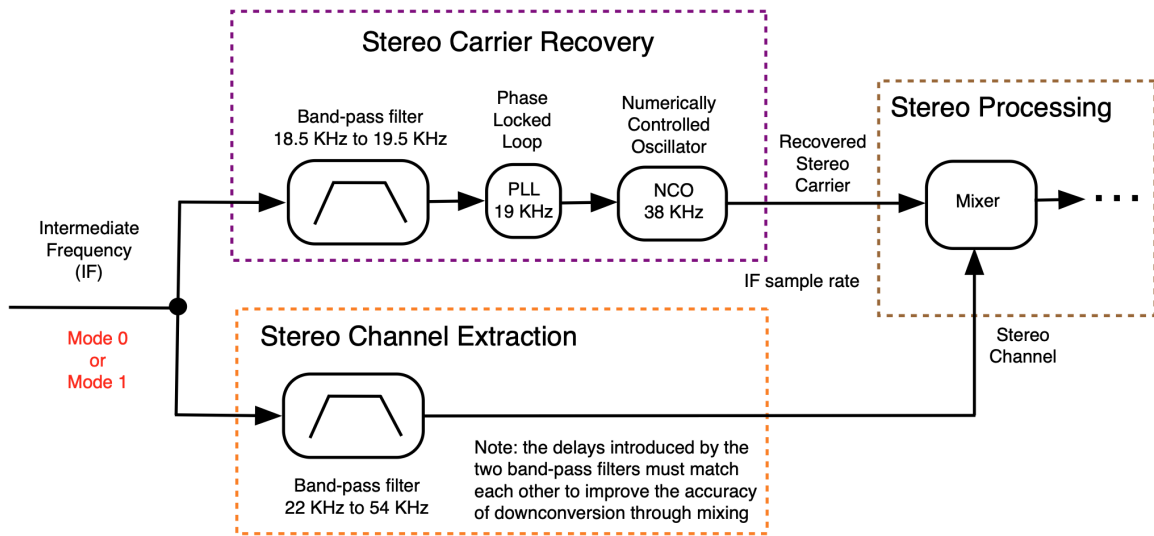 Stereo Carrier Recovery
Band-pass filter
18.5 KHz to 19.5 KHz
Phase
Locked
Loop
PLL
19 KHz
Numerically
Controlled
Oscillator
NCO
38 KHz
Recovered
Stereo
Carrier
Stereo Processing
Mixer
...
Intermediate
Frequency
(IF)
Mode 0
or
Mode 1
IF sample rate
Stereo Channel Extraction
Band-pass filter
22 KHz to 54 KHz
Note: the delays introduced by the
two band-pass filters must match
each other to improve the accuracy
of downconversion through mixing
Stereo
Channel